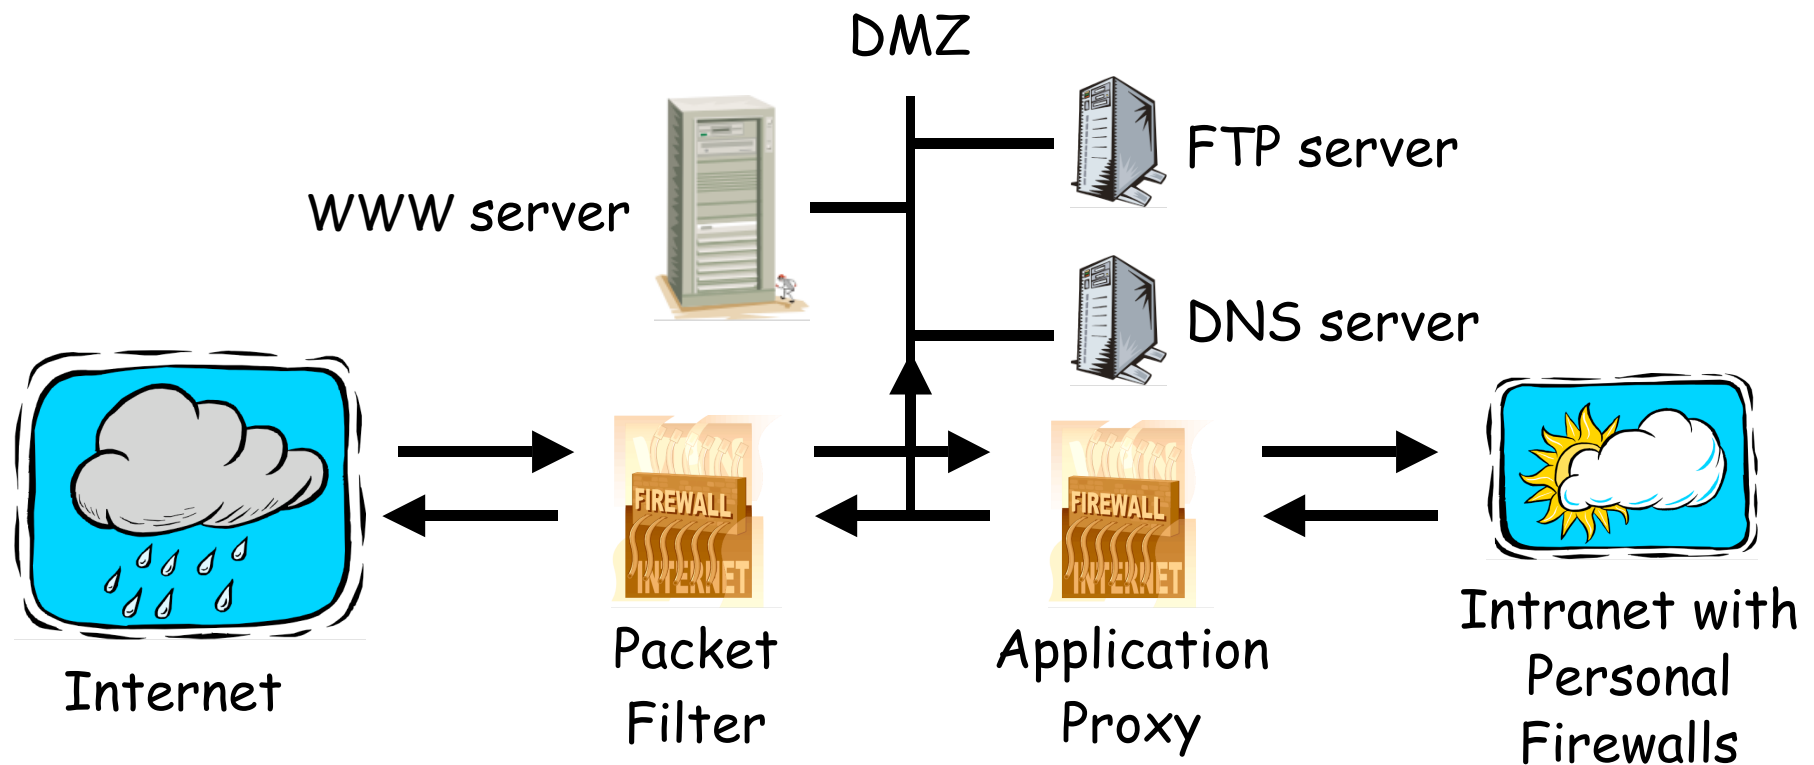 DMZ
FTP server
WWW server
DNS server
FIREWALL
INTERNET
FIREWALL
INTERNET
Internet
Packet
Filter
Application
Proxy
Intranet with
Personal
Firewalls